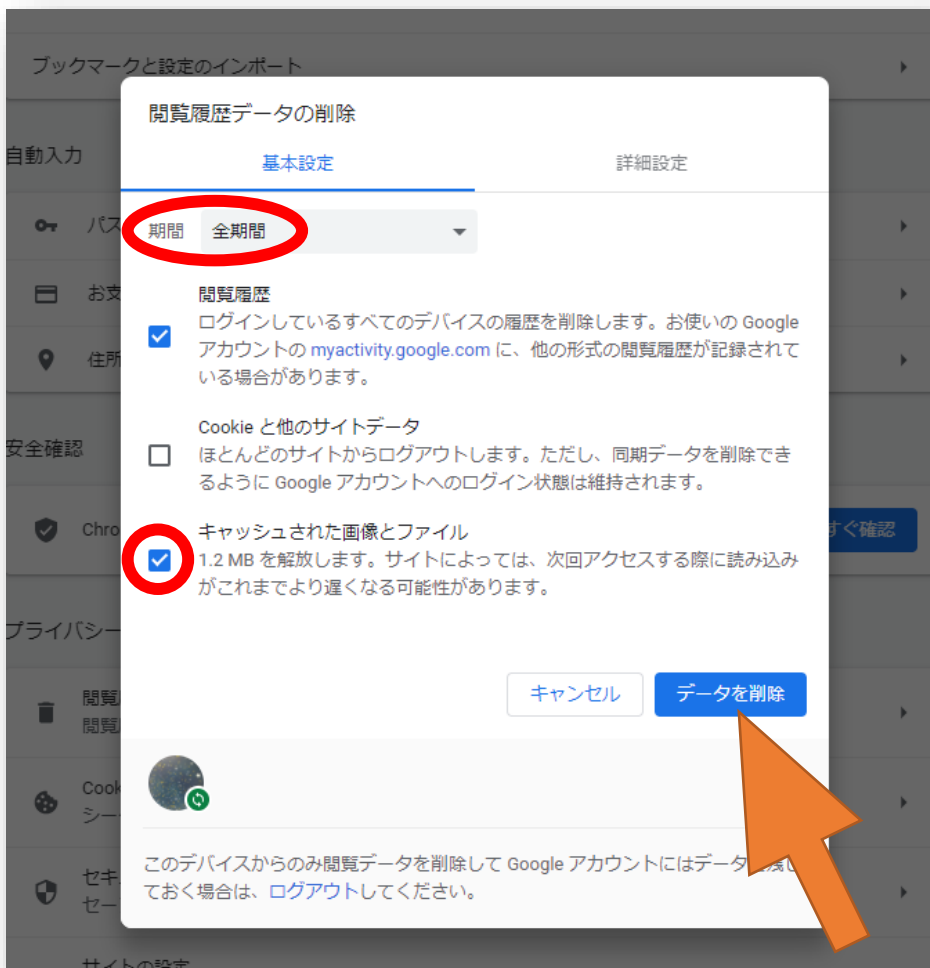 ブックマークと設定のインポート
閲覧履歴データの削除
自動入力
基本設定
詳細設定
パス
期間 全期間
お支
閲覧履歴
ログインしているすべてのデバイスの履歴を削除します。お使いの Google
アカウントの myactivity.google.com に、他の形式の閲覧履歴が記録されて
いる場合があります。
住所
安全確認
Cookie と他のサイトデータ
ほとんどのサイトからログアウトします。ただし、同期データを削除でき
るように Google アカウントへのログイン状態は維持されます。
Chro
すぐ確認
キャッシュされた画像とファイル
1.2 MB を解放します。サイトによっては、次回アクセスする際に読み込み
がこれまでより遅くなる可能性があります。
プライバシー
キャンセル
データを削除
閲覧
閲覧
Cook
シー
このデバイスからのみ閲覧データを削除して Google アカウントにはデータ
ておく場合は、ログアウトしてください。
セキ
セー
サイトの設定